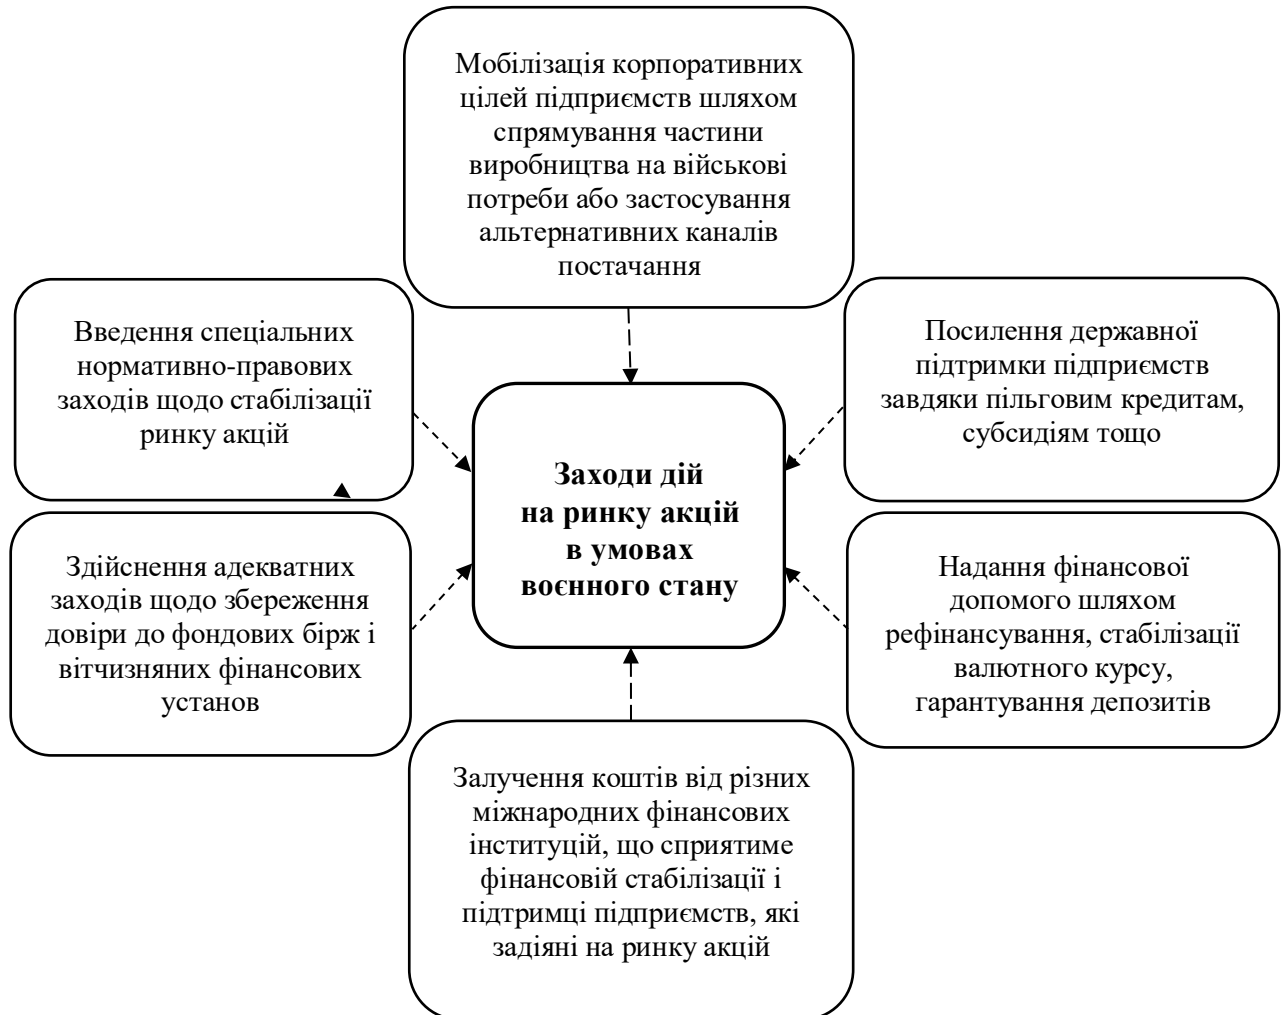 Мобілізація корпоративних
цілей підприємств шляхом
спрямування частини
виробництва на військові
потреби або застосування
альтернативних каналів
постачання
Введення спеціальних
нормативно-правових
заходів щодо стабілізації
ринку акцій
Посилення державної
підтримки підприємств
завдяки пільговим кредитам,
субсидіям тощо
Заходи дій
на ринку акцій
в умовах
воєнного стану
Здійснення адекватних
заходів щодо збереження
довіри до фондових бірж і
вітчизняних фінансових
установ
Надання фінансової
допомого шляхом
рефінансування, стабілізації
валютного курсу,
гарантування депозитів
Залучення коштів від різних
міжнародних фінансових
інституцій, що сприятиме
фінансовій стабілізації і
підтримці підприємств, які
задіяні на ринку акцій